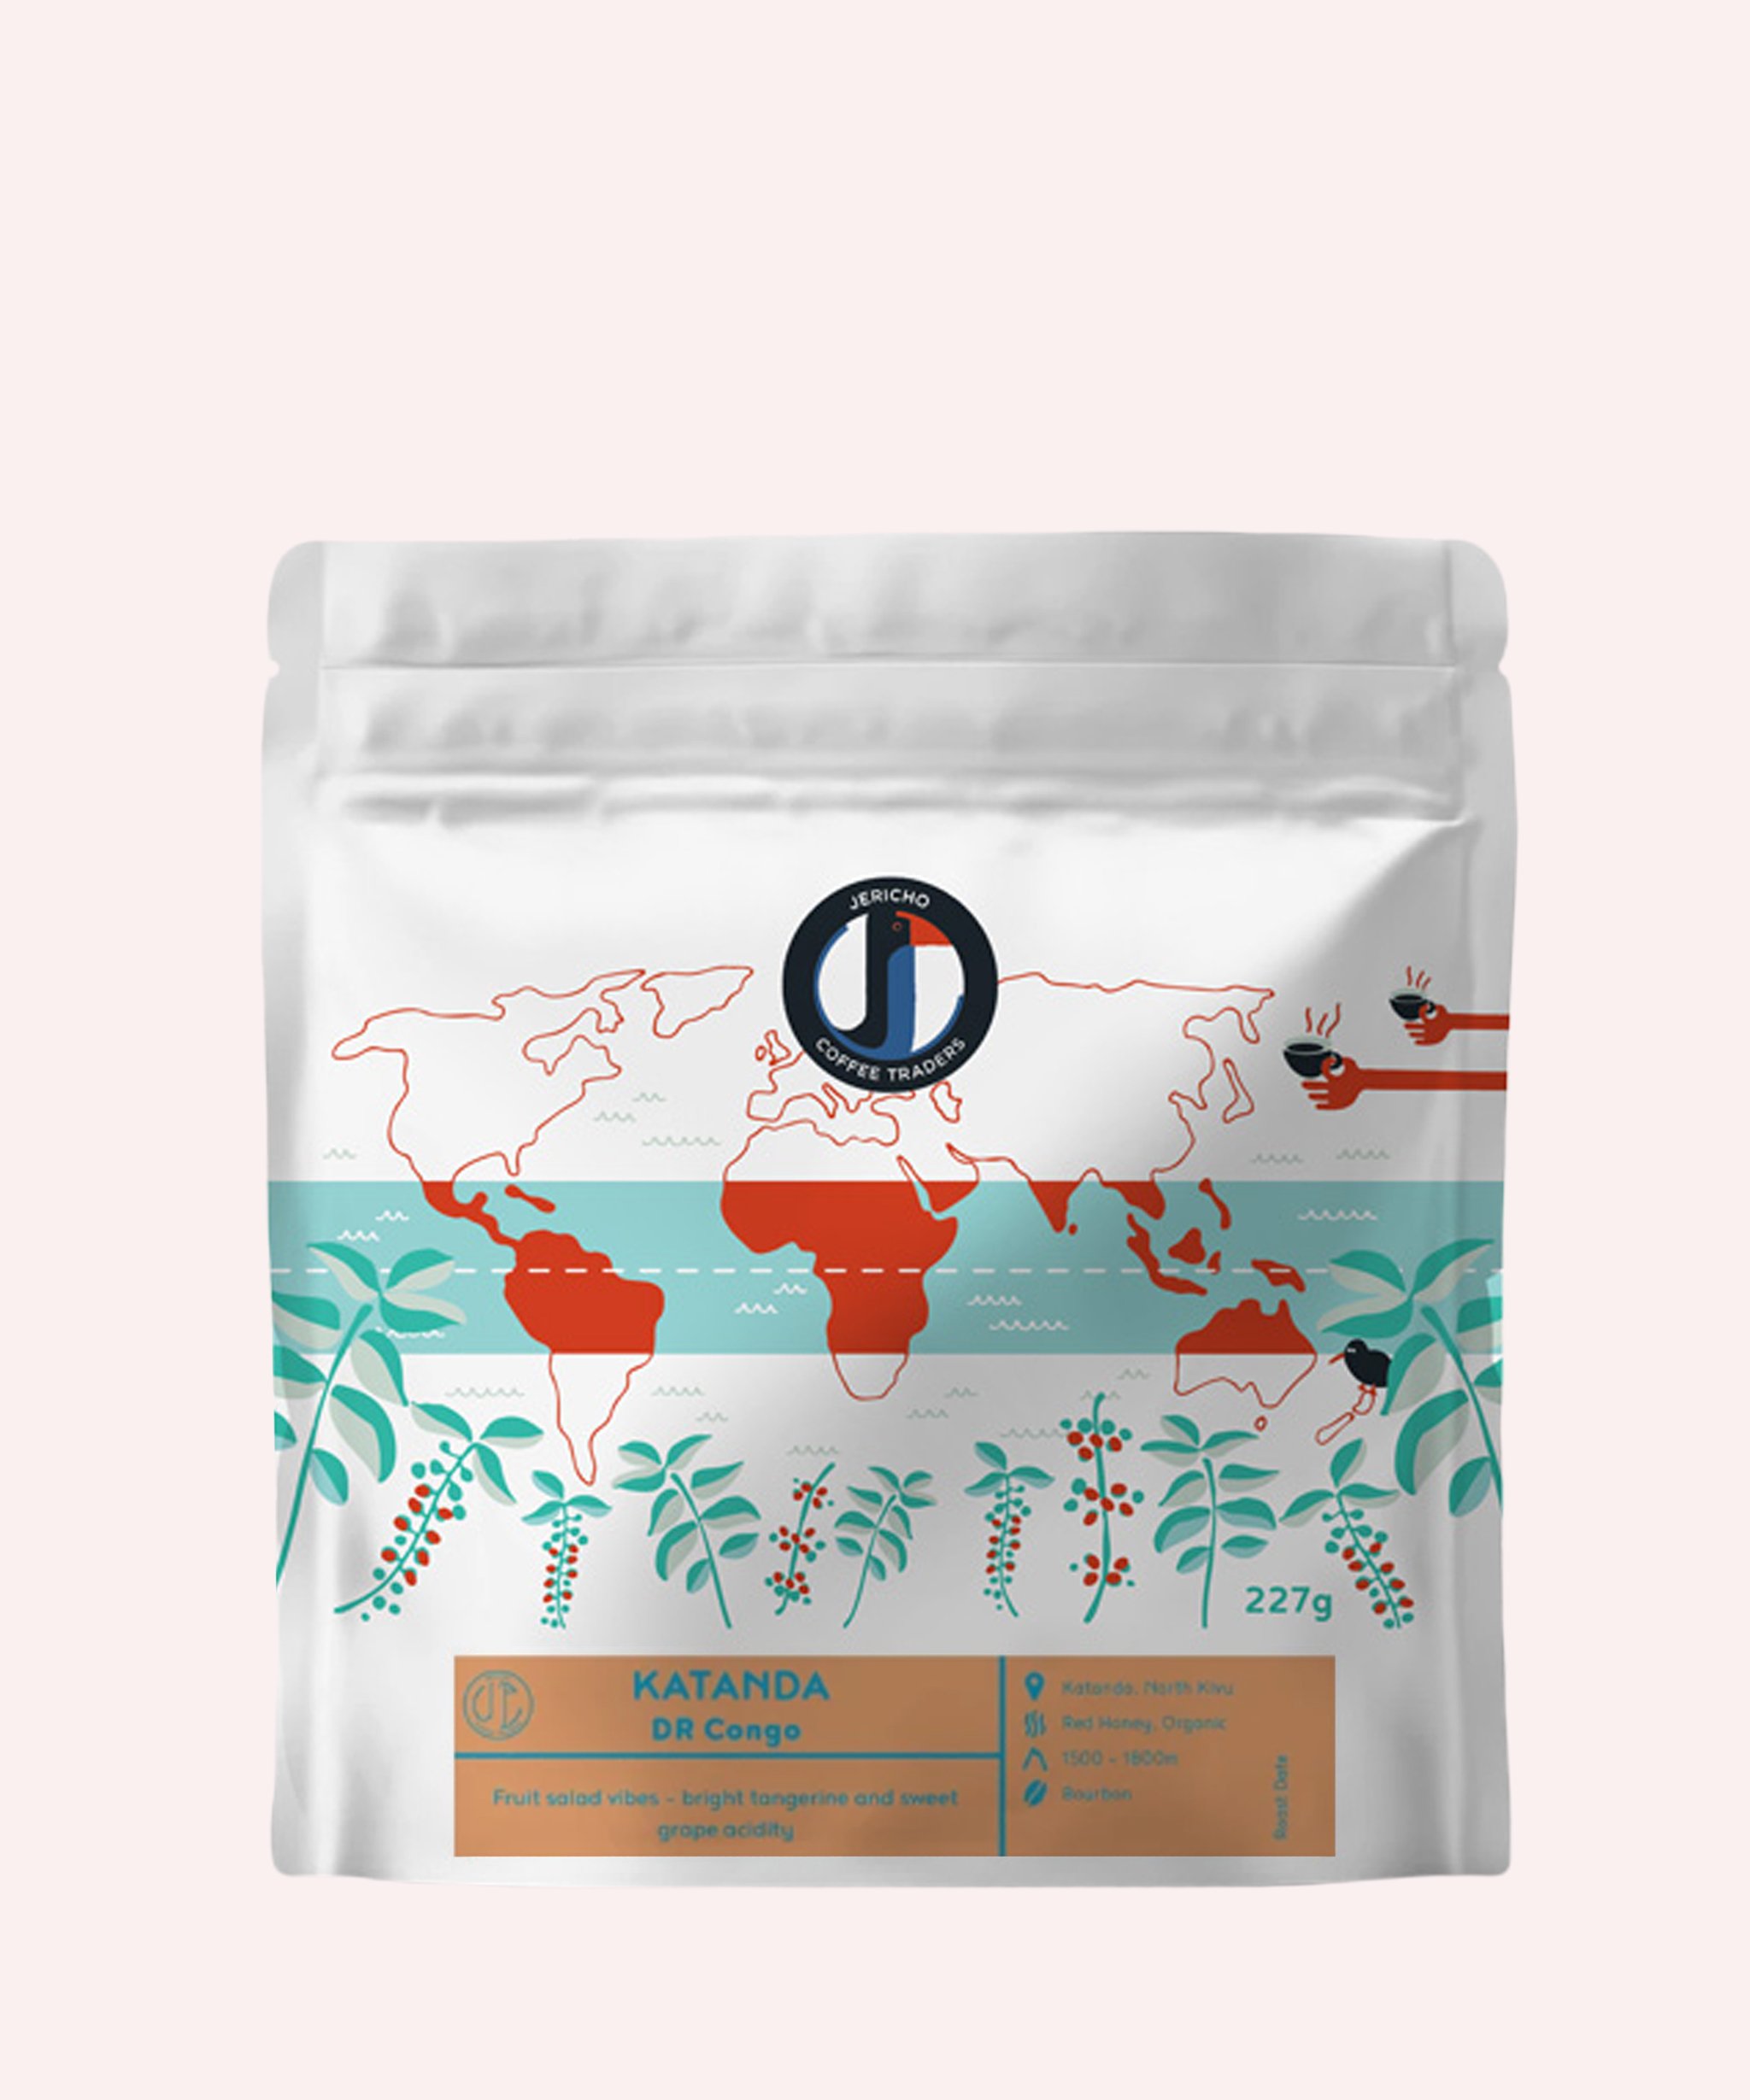 JERICHO
COFFEE TRADERS
227g
KATANDA
DR Congo
Fruit salad vibes - bright tangerine and sweet
grape acidity
Katanda, North Kivu
Red Honey, Organic
1500 - 1800m
Bourbon
Roast Date